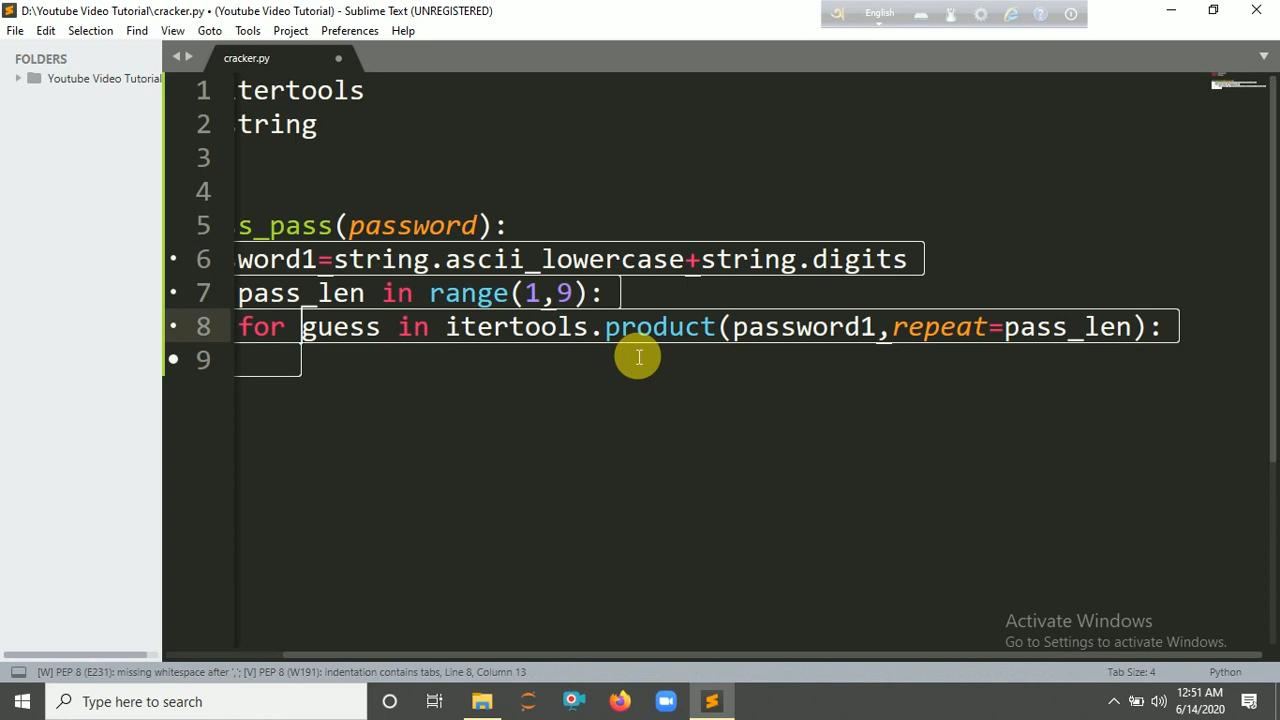 D:\Youtube Video Tutorial\cracker.py • (Youtube Video Tutorial) - Sublime Text (UNREGISTERED)
English
File Edit Selection Find View Goto Tools Project Preferences Help
FOLDERS
Youtube Video Tutorial
cracker.py
1 itertools
2 string
3
4
5 s_pass(password):
6 word1=string.ascii_lowercase+string.digits
7 pass_len in range(1,9):
8 for guess in itertools.product(password1,repeat=pass_len):
9
Activate Windows
Go to Settings to activate Windows.
[W] PEP 8 (E231): missing whitespace after ','; [V] PEP 8 (W191): indentation contains tabs, Line 8, Column 13
Tab Size: 4
Python
Type here to search
12:51 AM
6/14/2020